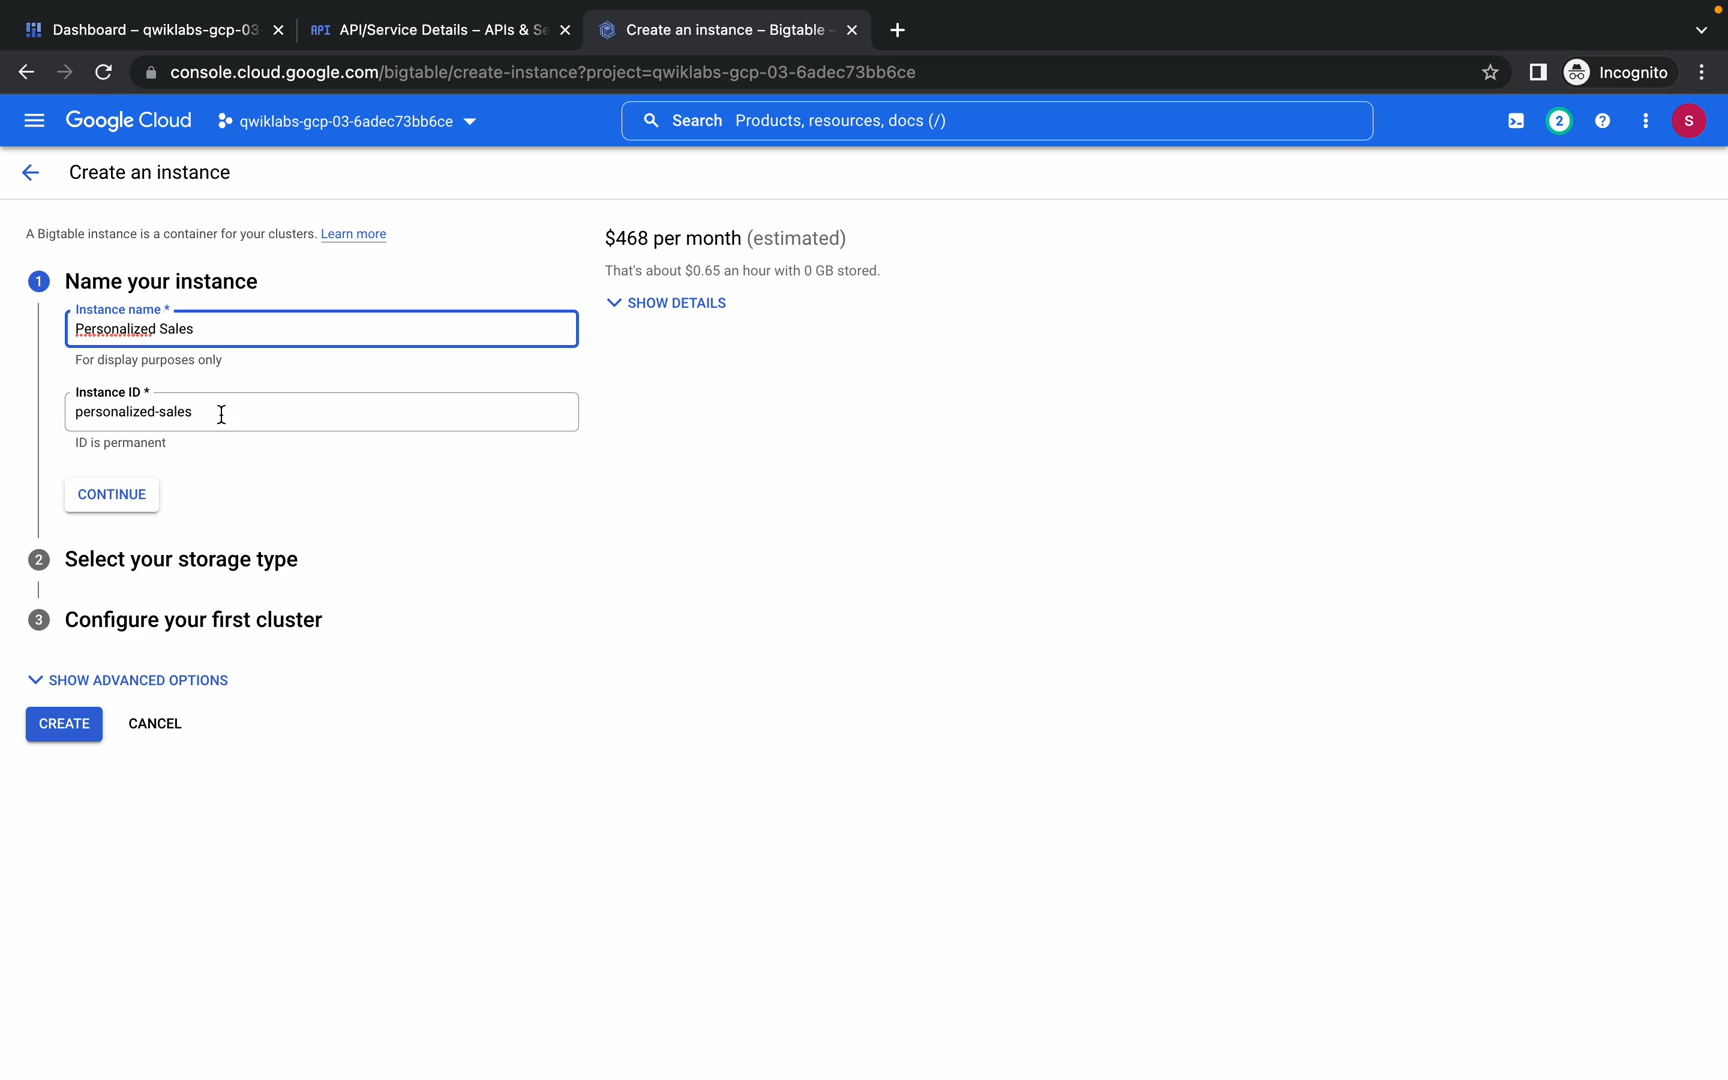 Dashboard – qwiklabs-gcp-03-
API API/Service Details – APIs & Se
Create an instance – Bigtable –
console.cloud.google.com/bigtable/create-instance?project=qwiklabs-gcp-03-6adec73bb6ce
Incognito
Google Cloud
qwiklabs-gcp-03-6adec73bb6ce
Search Products, resources, docs (/)
2
S
Create an instance
A Bigtable instance is a container for your clusters. Learn more
$468 per month (estimated)
That's about $0.65 an hour with 0 GB stored.
SHOW DETAILS
1 Name your instance
Instance name *
Personalized Sales
For display purposes only
Instance ID *
personalized-sales
ID is permanent
CONTINUE
2 Select your storage type
3 Configure your first cluster
SHOW ADVANCED OPTIONS
CREATE
CANCEL